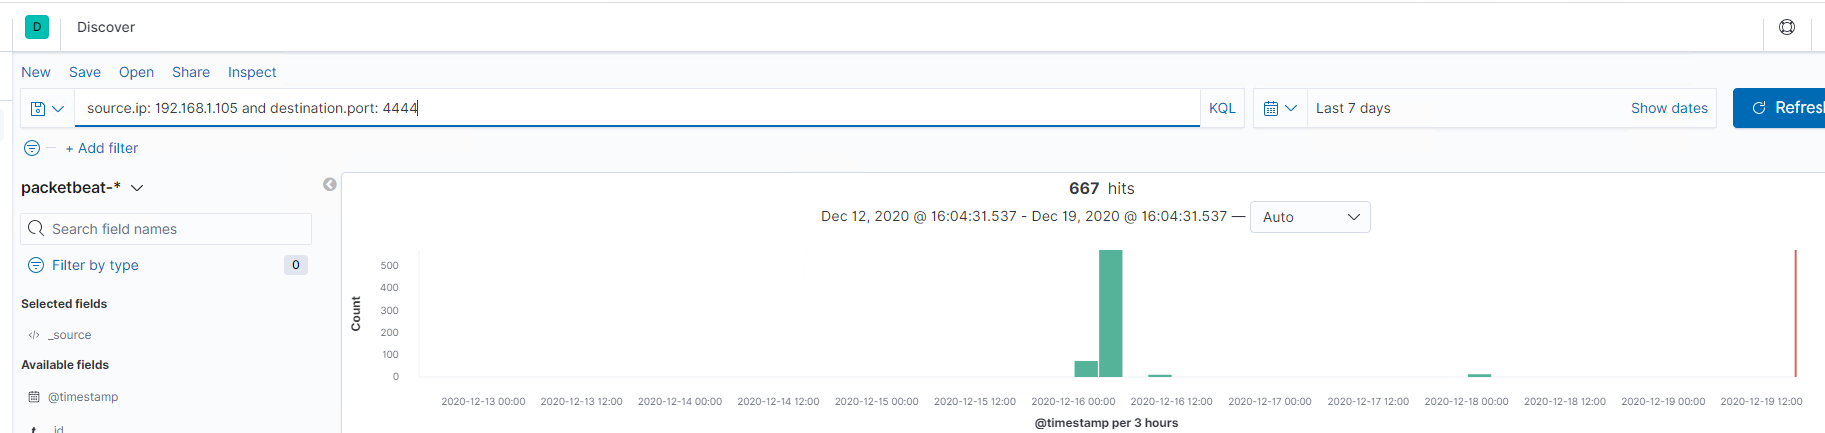 D Discover
New Save Open Share Inspect
source.ip: 192.168.1.105 and destination.port: 4444 KQL Last 7 days Show dates Refresh
+ Add filter
packetbeat-*
667 hits
Dec 12, 2020 @ 16:04:31.537 - Dec 19, 2020 @ 16:04:31.537 — Auto
Search field names
Filter by type 0
Selected fields
</> _source
Available fields
@timestamp
t _id
Count
500
400
300
200
100
0
2020-12-13 00:00 2020-12-13 12:00 2020-12-14 00:00 2020-12-14 12:00 2020-12-15 00:00 2020-12-15 12:00 2020-12-16 00:00 2020-12-16 12:00 2020-12-17 00:00 2020-12-17 12:00 2020-12-18 00:00 2020-12-18 12:00 2020-12-19 00:00 2020-12-19 12:00
@timestamp per 3 hours